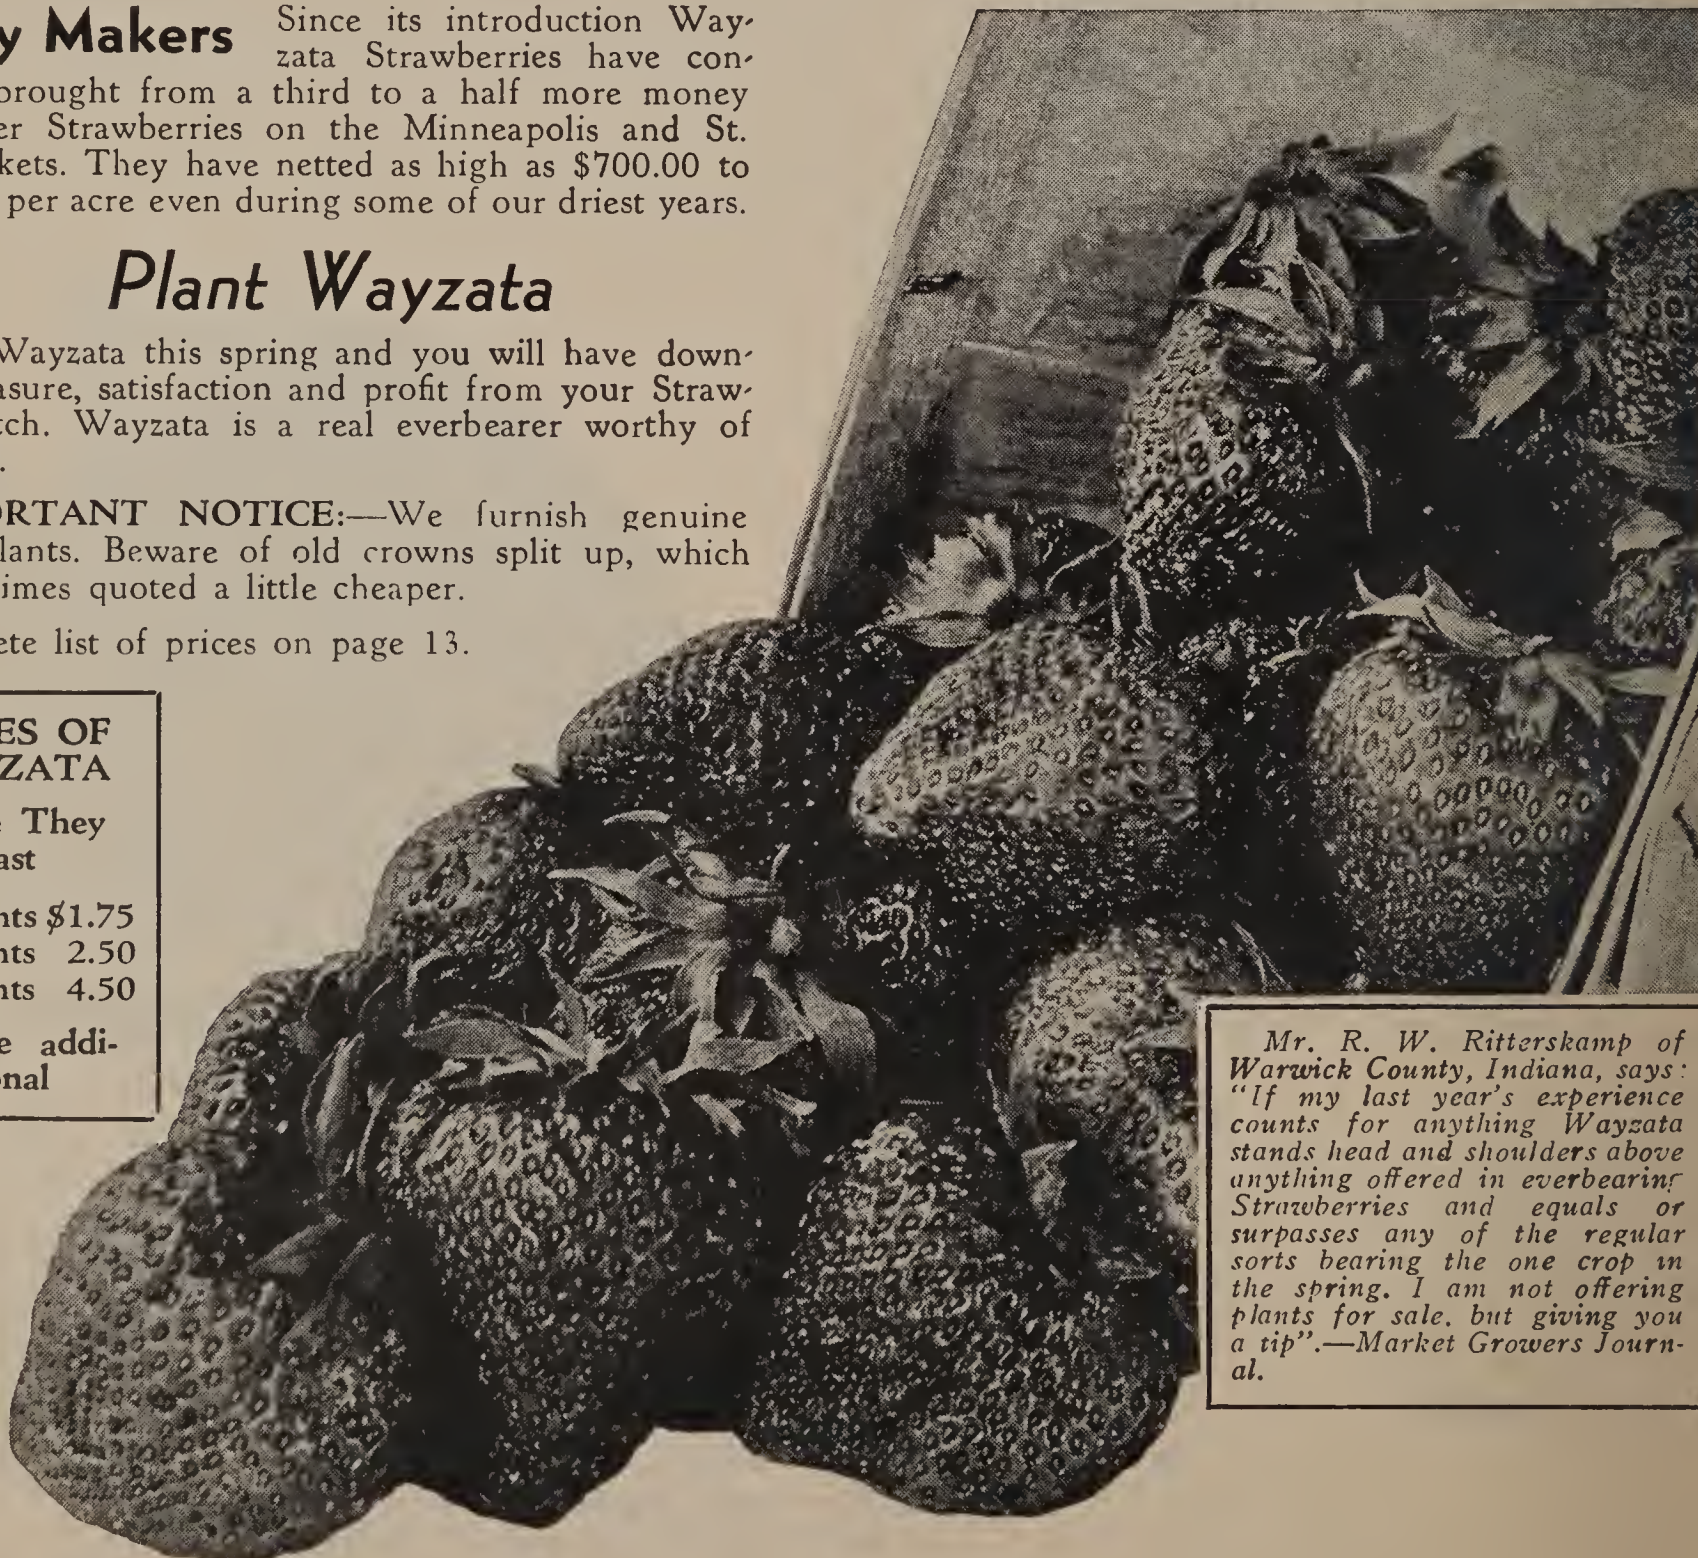 y Makers
Since its introduction Way-
zata Strawberries have con-
brought from a third to a half more money
er Strawberries on the Minneapolis and St.
kets. They have netted as high as $700.00 to
per acre even during some of our driest years.
Plant Wayzata
Wayzata this spring and you will have down-
asure, satisfaction and profit from your Straw-
tch. Wayzata is a real everbearer worthy of
.
ORTANT NOTICE:—We furnish genuine
lants. Beware of old crowns split up, which
imes quoted a little cheaper.
ete list of prices on page 13.
ES OF
ZATA
They
ast
nts $1.75
nts 2.50
nts 4.50
e addi-
onal
Mr. R. W. Ritterskamp of
Warwick County, Indiana, says:
"If my last year's experience
counts for anything Wayzata
stands head and shoulders above
anything offered in everbearing
Strawberries and equals or
surpasses any of the regular
sorts bearing the one crop in
the spring. I am not offering
plants for sale, but giving you
a tip".—Market Growers Journ-
al.